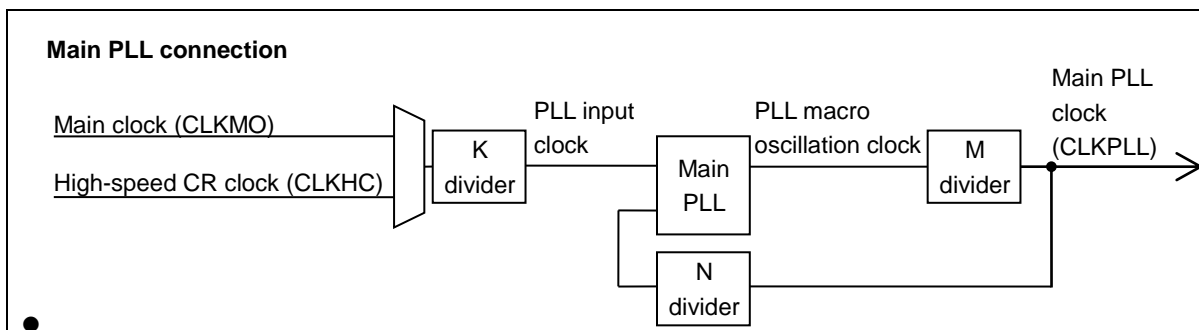 Main PLL connection
Main clock (CLKMO)
High-speed CR clock (CLKHC)
K
divider
PLL input
clock
Main
PLL
PLL macro
oscillation clock
M
divider
Main PLL
clock
(CLKPLL)
N
divider